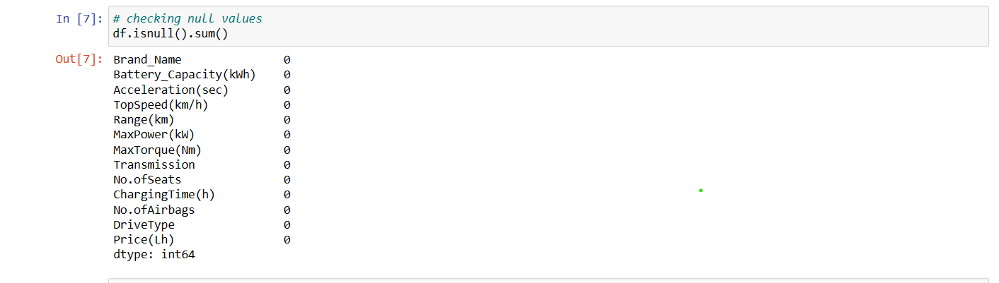 In [7]: # checking null values
df.isnull().sum()
Out[7]: Brand_Name 0
Battery_Capacity(kWh) 0
Acceleration(sec) 0
TopSpeed(km/h) 0
Range(km) 0
MaxPower(kW) 0
MaxTorque(Nm) 0
Transmission 0
No.ofSeats 0
ChargingTime(h) 0
No.ofAirbags 0
DriveType 0
Price(Lh) 0
dtype: int64